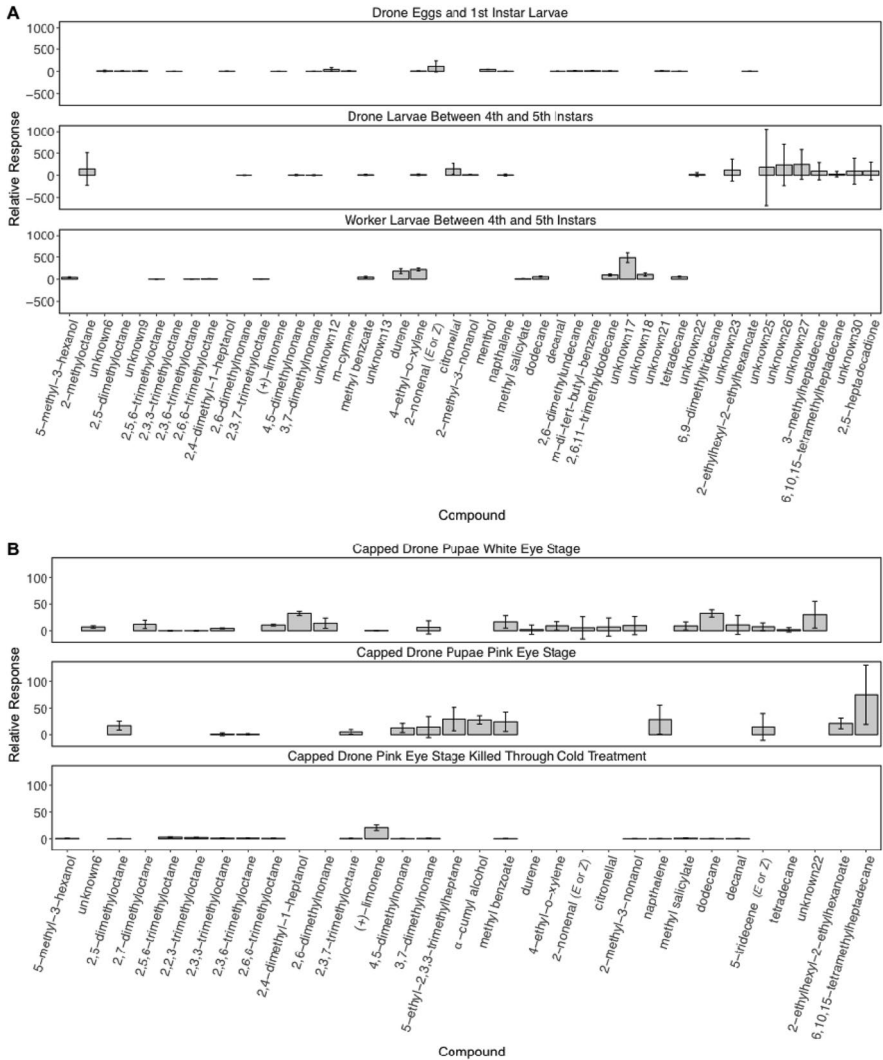 A
Drone Eggs and 1st Instar Larvae
1000
500
0
−500
Drone Larvae Between 4th and 5th Instars
1000
500
0
−500
Relative Response
Worker Larvae Between 4th and 5th Instars
1000
500
0
−500
5−methyl−3−hexanol
2−methyloctane
unknown6
2,5−dimethyloctane
unknown9
2,5,6−trimethyloctane
2,3,3−trimethyloctane
2,3,6−trimethyloctane
2,6,6−trimethyloctane
2,4−dimethyl−1−heptanol
2,6−dimethylnonane
2,3,7−trimethyloctane
(+)−limonene
4,5−dimethylnonane
3,7−dimethylnonane
unknown12
m−cymene
methyl benzoate
unknown13
durene
4−ethyl−o−xylene
2−nonenal (E or Z)
citronellal
2−methyl−3−nonanol
menthol
napthalene
methyl salicylate
dodecane
decanal
2,6−dimethylundecane
m−di−tert−butyl−benzene
2,6,11−trimethyldodecane
unknown17
unknown18
unknown21
tetradecane
unknown22
6,9−dimethyltridecane
unknown23
2−ethylhexyl−2−ethylhexanoate
unknown25
unknown26
unknown27
3−methylheptadecane
6,10,15−tetramethylheptadecane
unknown30
2,5−heptadecadione
Compound
B
Capped Drone Pupae White Eye Stage
100
50
0
Capped Drone Pupae Pink Eye Stage
100
50
0
Relative Response
Capped Drone Pink Eye Stage Killed Through Cold Treatment
100
50
0
5−methyl−3−hexanol
unknown6
2,5−dimethyloctane
2,7−dimethyloctane
2,5,6−trimethyloctane
2,2,3−trimethyloctane
2,3,3−trimethyloctane
2,3,6−trimethyloctane
2,6,6−trimethyloctane
2,4−dimethyl−1−heptanol
2,6−dimethylnonane
2,3,7−trimethyloctane
(+)−limonene
4,5−dimethylnonane
3,7−dimethylnonane
5−ethyl−2,3,3−trimethylheptane
α−cumyl alcohol
methyl benzoate
durene
4−ethyl−o−xylene
2−nonenal (E or Z)
citronellal
2−methyl−3−nonanol
napthalene
methyl salicylate
dodecane
decanal
5−tridecene (E or Z)
tetradecane
unknown22
2−ethylhexyl−2−ethylhexanoate
6,10,15−tetramethylheptadecane
Compound